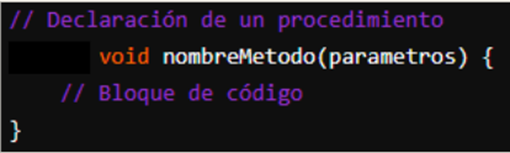 // Declaración de un procedimiento
void nombreMetodo(parametros) {
// Bloque de código
}